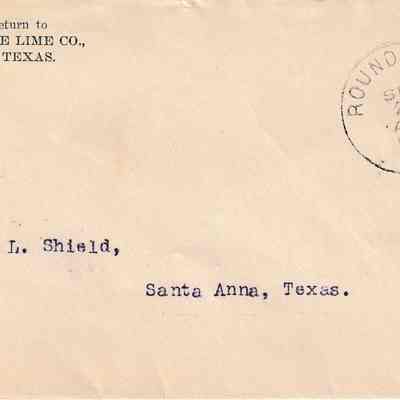 eturn to
E LIME CO.,
TEXAS.
ROUND
L. Shield,
Santa Anna, Texas.